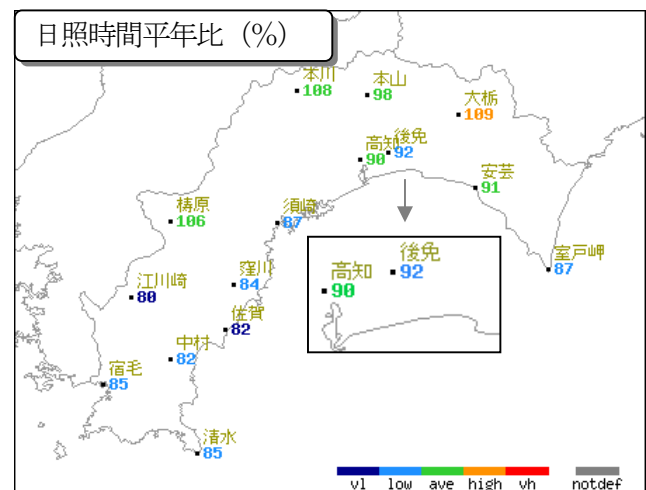 日照時間平年比（%）
本川
108
本山
98
大栃
109
高知
90
後免
92
安芸
91
梼原
106
須崎
87
室戸岬
87
窪川
84
江川崎
80
佐賀
82
中村
82
宿毛
85
清水
85
後免
92
高知
90
vl low ave high vh notdef